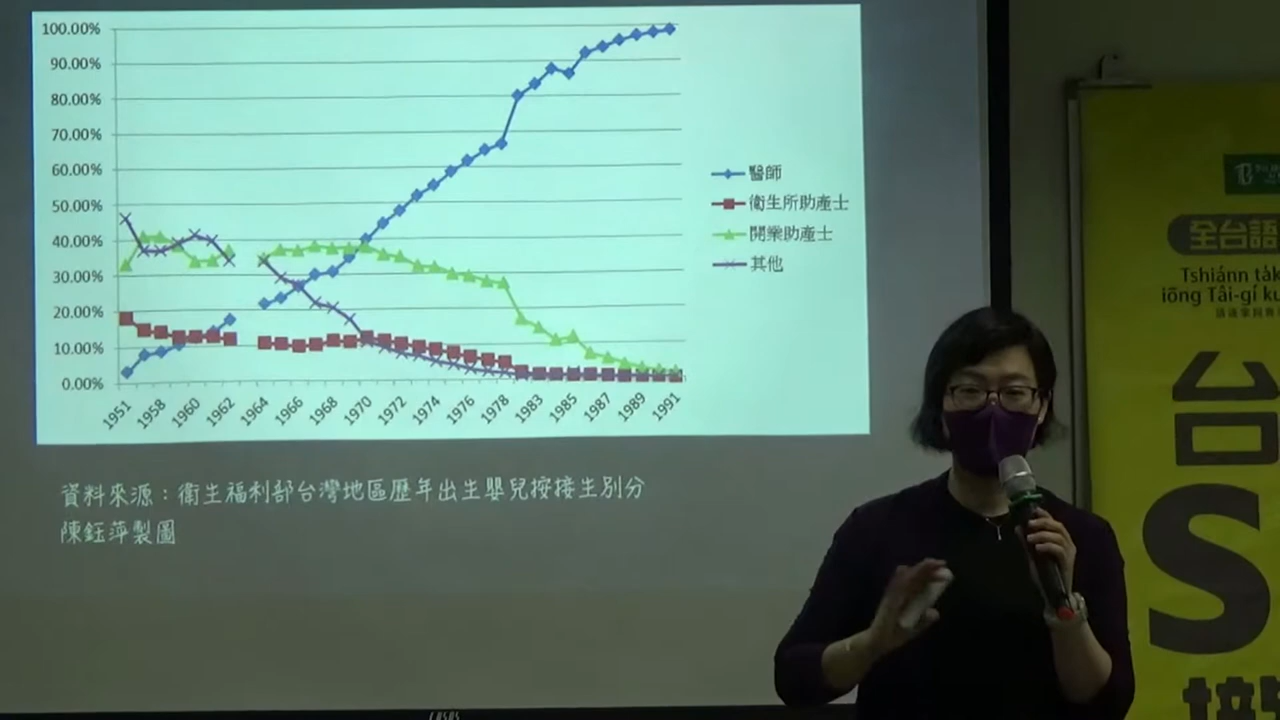 100.00%
90.00%
80.00%
70.00%
60.00%
50.00%
40.00%
30.00%
20.00%
10.00%
0.00%
1951
1958
1960
1962
1964
1966
1968
1970
1972
1974
1976
1978
1983
1985
1987
1989
1991
醫師
衛生所助產士
開業助產士
其他
資料來源：衛生福利部台灣地區歷年出生嬰兒按接生別分
陳鈺萍製圖
全台語
Tshiánn ta̍k
iōng Tâi-gí ku
台
S